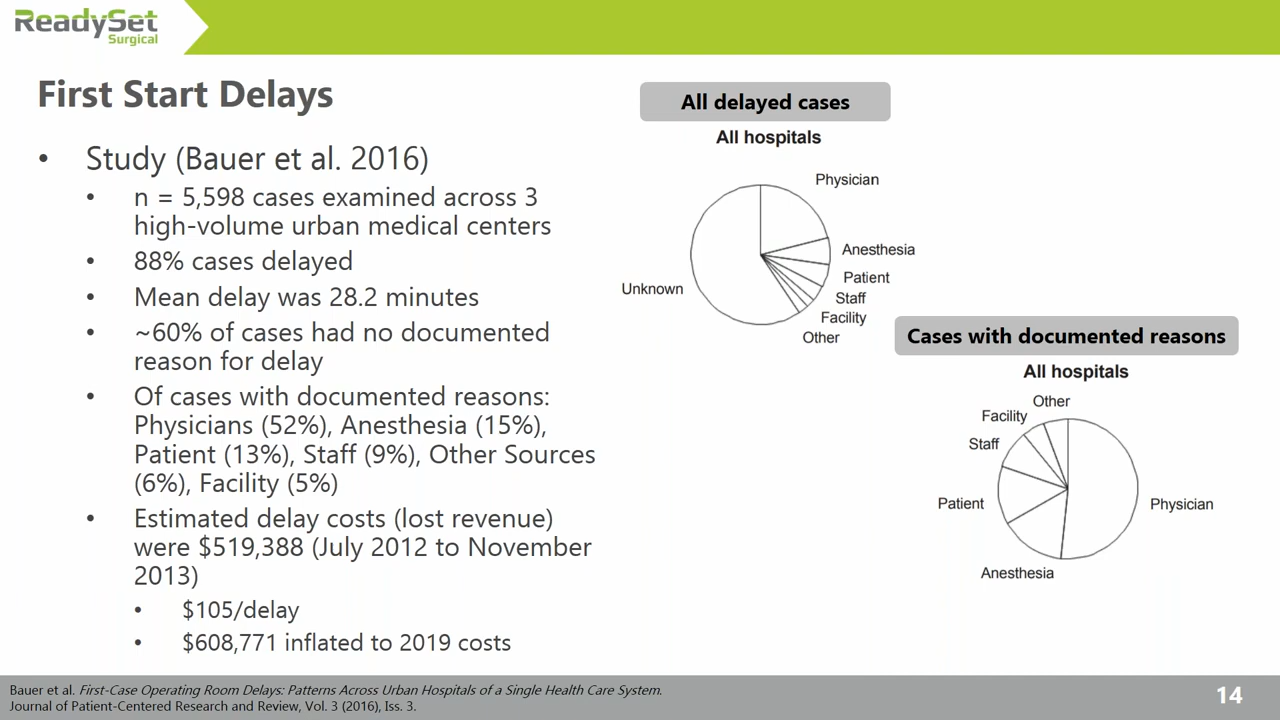 ReadySet
Surgical
First Start Delays
• Study (Bauer et al. 2016)
• n = 5,598 cases examined across 3
high-volume urban medical centers
• 88% cases delayed
• Mean delay was 28.2 minutes
• ~60% of cases had no documented
reason for delay
• Of cases with documented reasons:
Physicians (52%), Anesthesia (15%),
Patient (13%), Staff (9%), Other Sources
(6%), Facility (5%)
• Estimated delay costs (lost revenue)
were $519,388 (July 2012 to November
2013)
• $105/delay
• $608,771 inflated to 2019 costs
All delayed cases
All hospitals
Physician
Anesthesia
Patient
Staff
Facility
Other
Unknown
Cases with documented reasons
All hospitals
Other
Facility
Staff
Patient
Physician
Anesthesia
Bauer et al. First-Case Operating Room Delays: Patterns Across Urban Hospitals of a Single Health Care System.
Journal of Patient-Centered Research and Review, Vol. 3 (2016), Iss. 3.
14